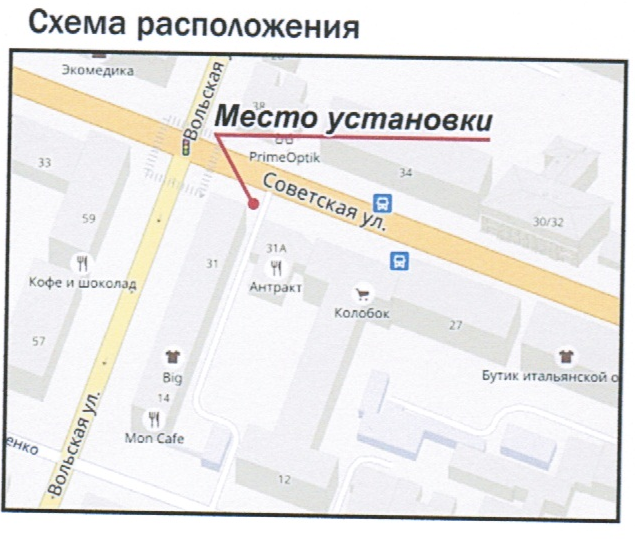 Схема расположения
Экомедика
Вольская
38
Место установки
PrimeOptik
33
34
Советская ул.
59
30/32
31А
31
Кофе и шоколад
Антракт
Колобок
27
57
Big
Бутик итальянской о
14
Mon Cafe
енко
Вольская ул.
12